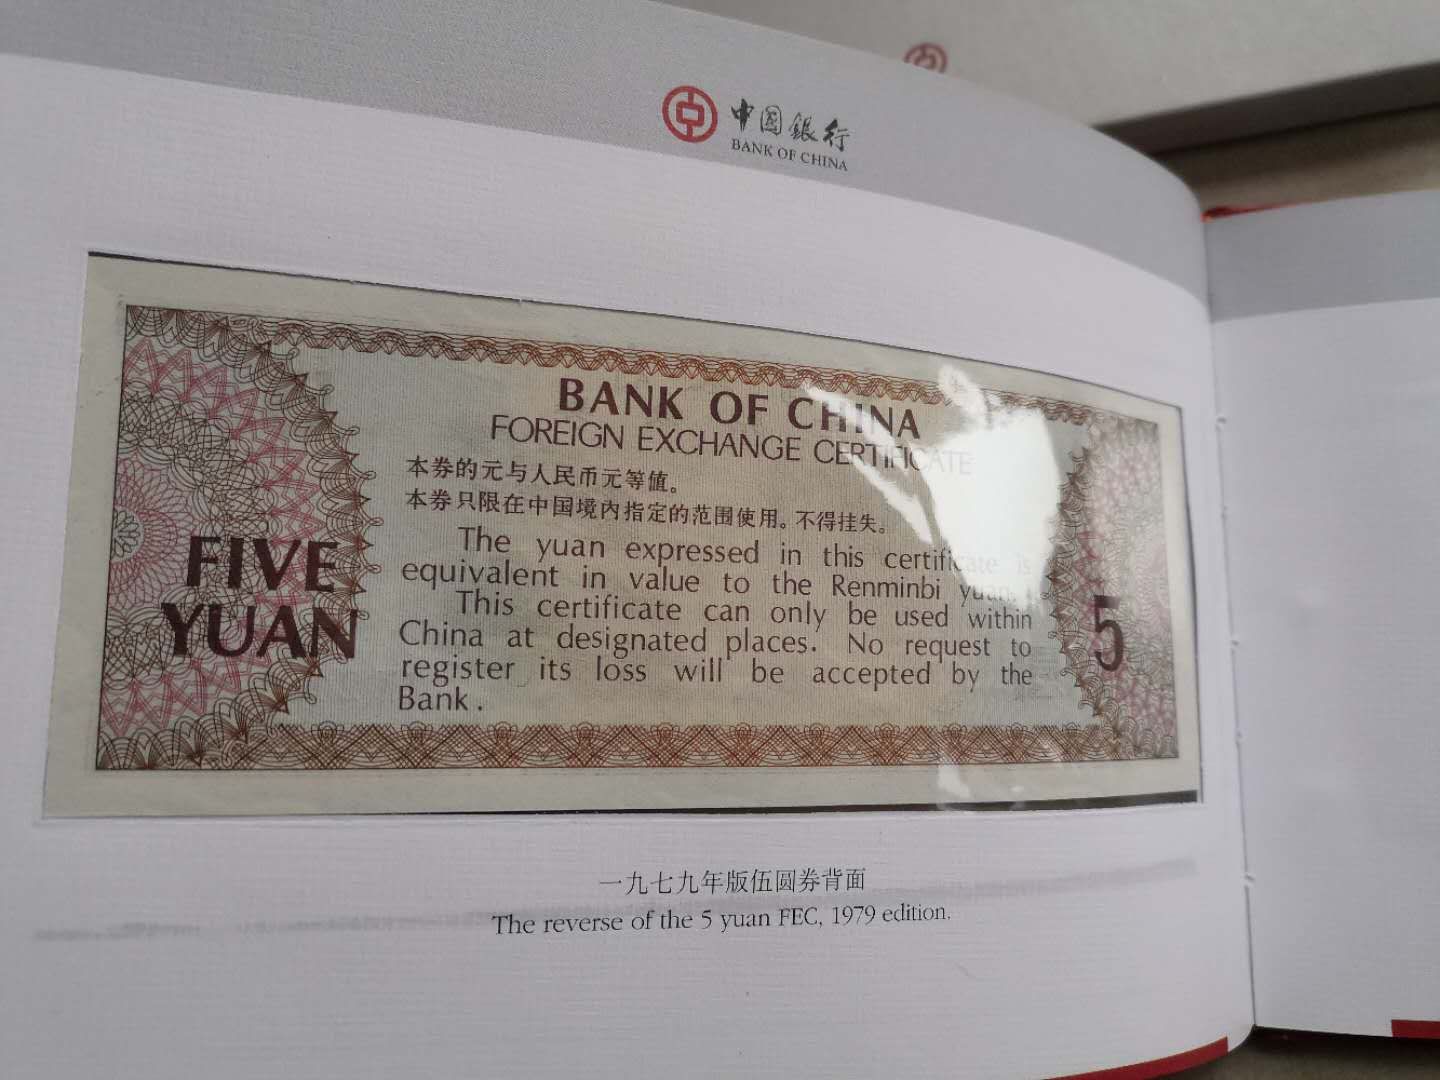 中国銀行
BANK OF CHINA
BANK OF CHINA
FOREIGN EXCHANGE CERTIFICATE
本券的元与人民币元等值。
本券只限在中国境内指定的范围使用。不得挂失。
The yuan expressed in this certificate is
equivalent in value to the Renminbi yuan.
This certificate can only be used within
China at designated places. No request to
register its loss will be accepted by the
Bank.
FIVE
YUAN
5
一九七九年版伍圆券背面
The reverse of the 5 yuan FEC, 1979 edition.